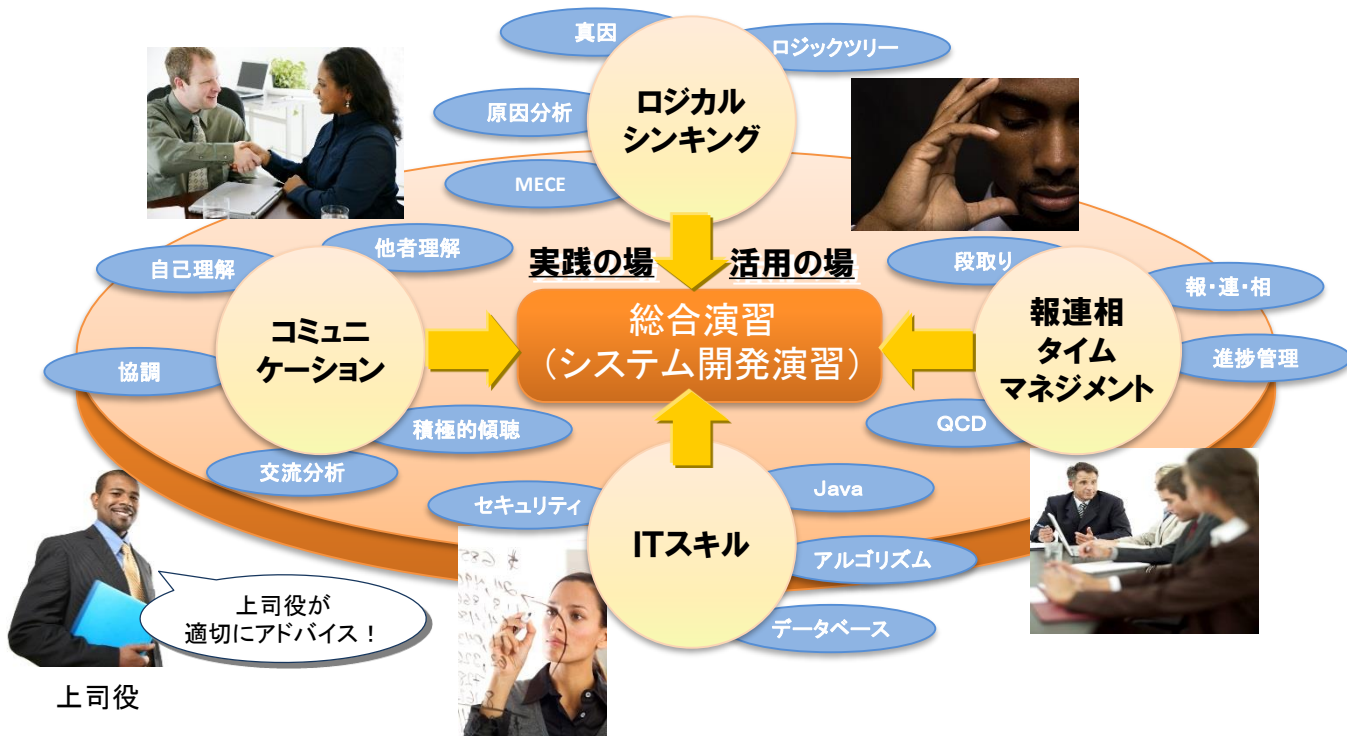 真因
ロジックツリー
原因分析
ロジカル
シンキング
MECE
他者理解
自己理解
実践の場
活用の場
段取り
報・連・相
コミュニ
ケーション
総合演習
（システム開発演習）
報連相
タイム
マネジメント
協調
進捗管理
積極的傾聴
QCD
交流分析
セキュリティ
Java
ITスキル
アルゴリズム
データベース
上司役が
適切にアドバイス！
上司役